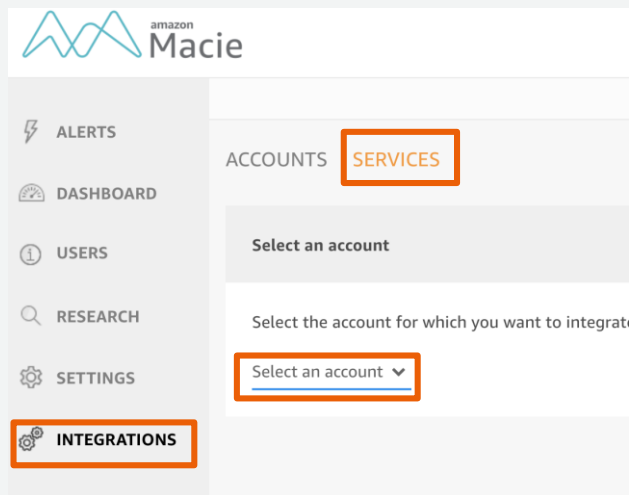 amazon
Macie
ALERTS
DASHBOARD
USERS
RESEARCH
SETTINGS
INTEGRATIONS
ACCOUNTS SERVICES
Select an account
Select the account for which you want to integrate
Select an account